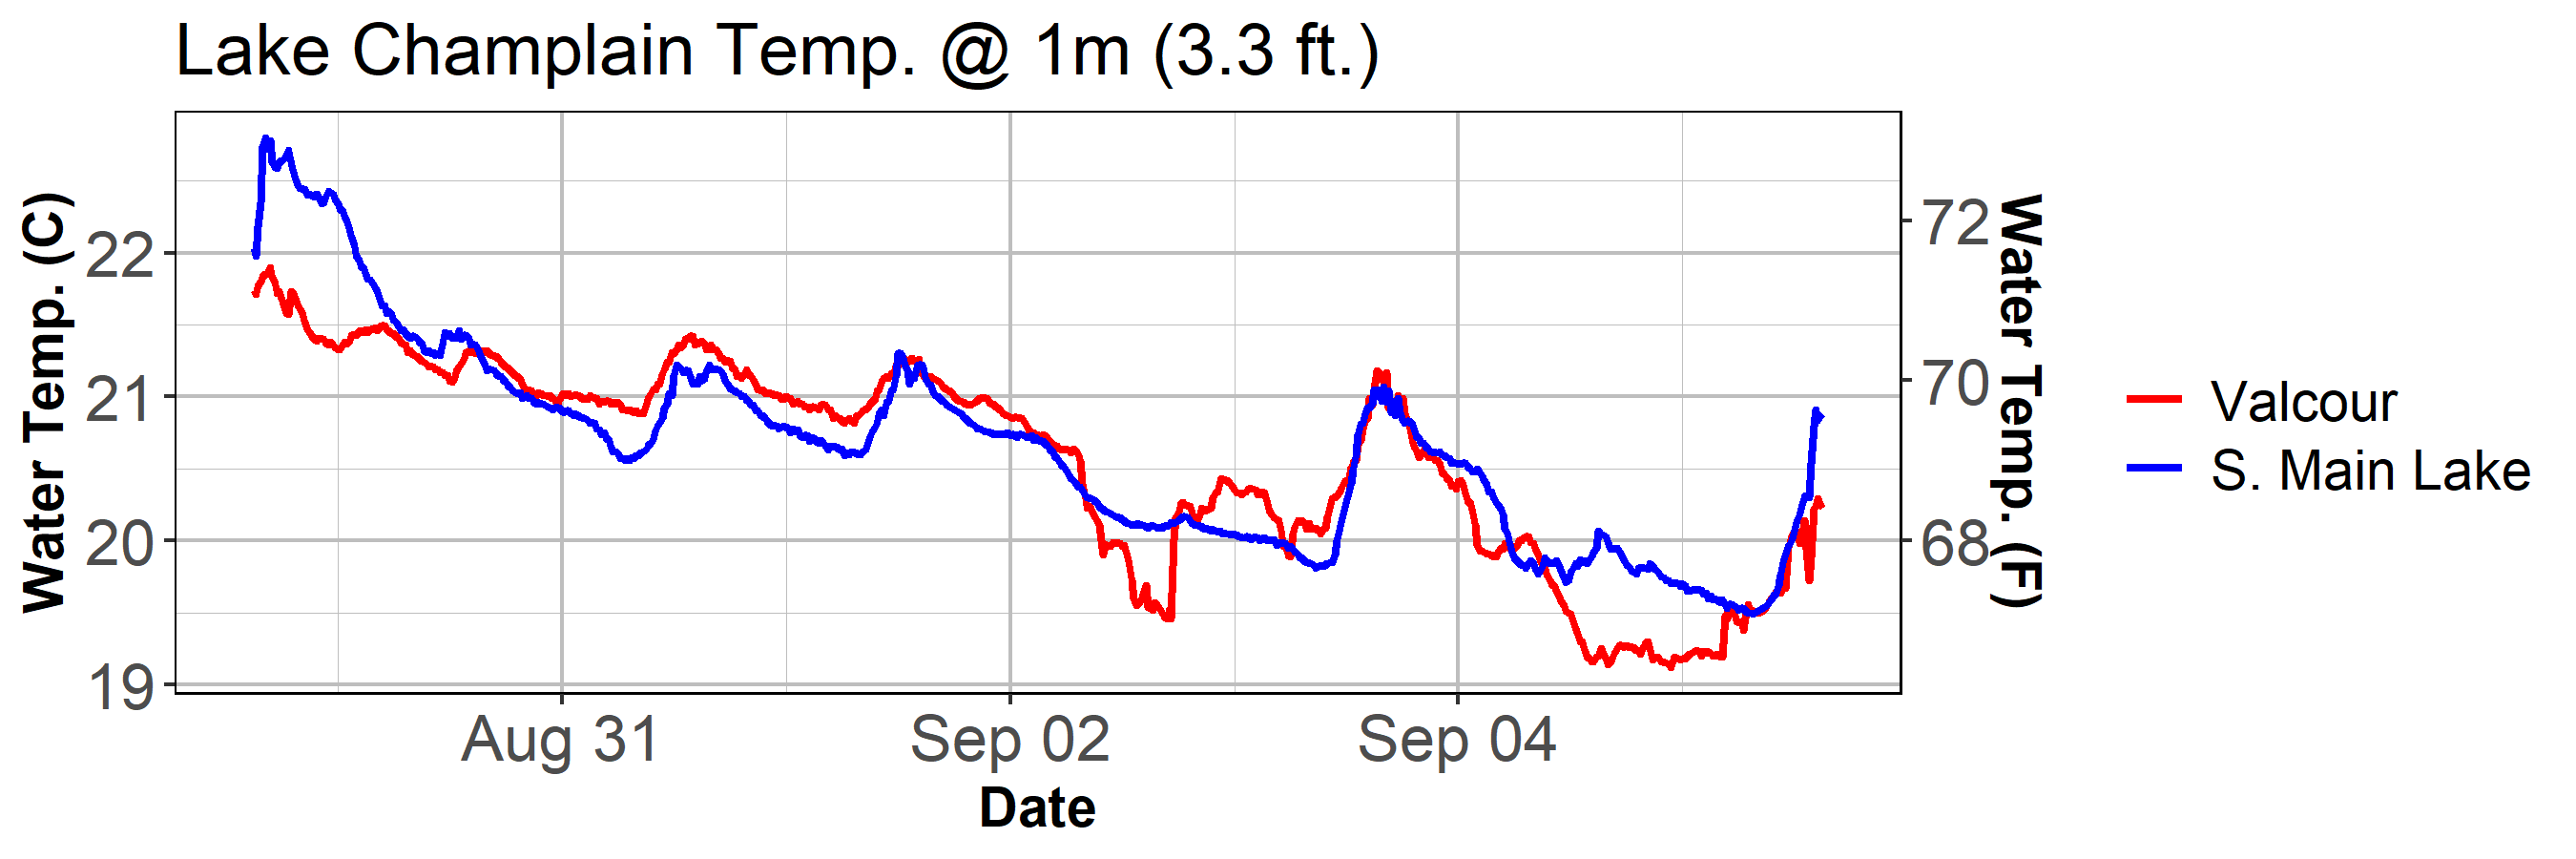 Lake Champlain Temp. @ 1m (3.3 ft.)
Water Temp. (C)
22
21
20
19
72
70
68
Water Temp. (F)
Aug 31
Sep 02
Sep 04
Date
Valcour
S. Main Lake